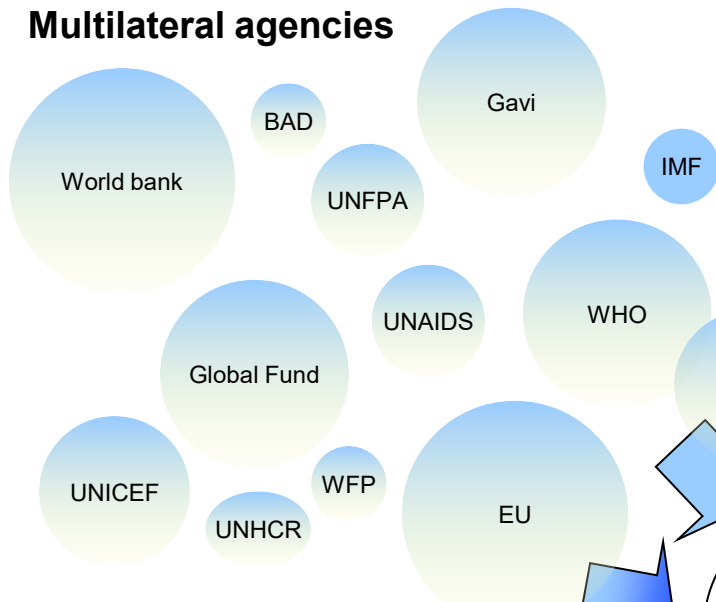 Multilateral agencies
Gavi
BAD
IMF
World bank
UNFPA
WHO
UNAIDS
Global Fund
WFP
UNICEF
EU
UNHCR